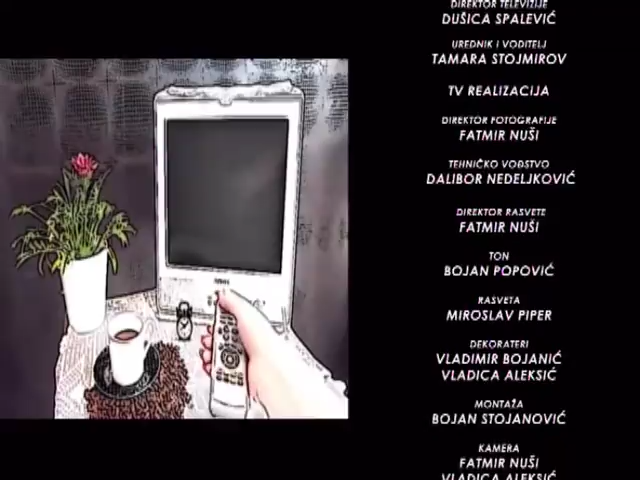 DIREKTOR TELEVIZIJE
DUŠICA SPALEVIĆ
UREDNIK I VODITELJ
TAMARA STOJMIROV
TV REALIZACIJA
DIREKTOR FOTOGRAFIJE
FATMIR NUŠI
TEHNIČKO VOĐSTVO
DALIBOR NEDELJKOVIĆ
DIREKTOR RASVETE
FATMIR NUŠI
TON
BOJAN POPOVIĆ
RASVETA
MIROSLAV PIPER
DEKORATERI
VLADIMIR BOJANIĆ
VLADICA ALEKSIĆ
MONTAŽA
BOJAN STOJANOVIĆ
KAMERA
FATMIR NUŠI
VLADICA ALEKSIĆ